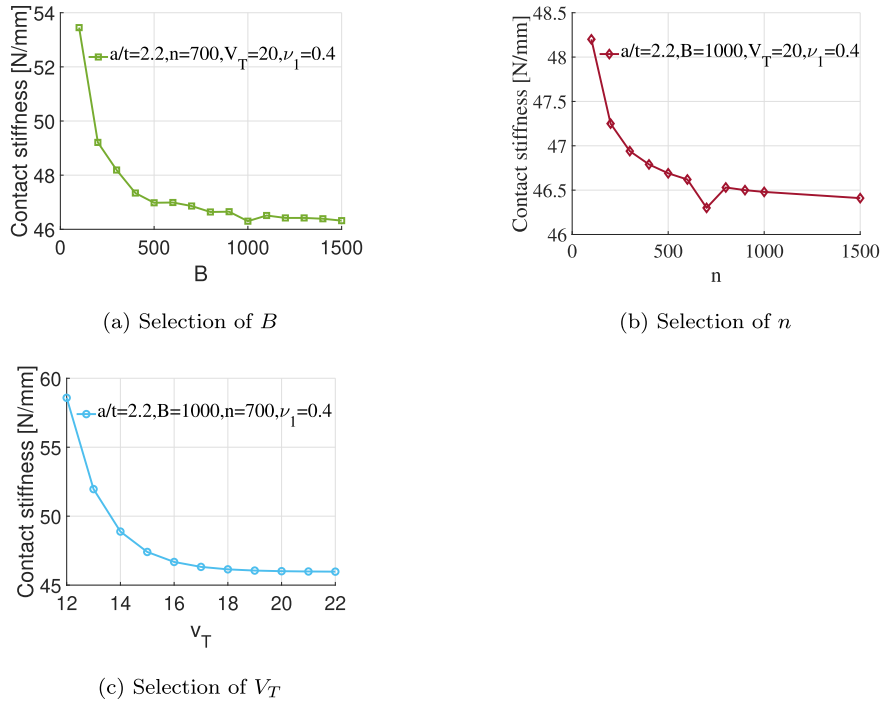 54
52
50
48
46
0
500
1000
1500
Contact stiffness [N/mm]
B
a/t=2.2,n=700,V_T=20,ν_1=0.4
(a) Selection of B
48.5
48
47.5
47
46.5
46
0
500
1000
1500
Contact stiffness [N/mm]
n
a/t=2.2,B=1000,V_T=20,ν_1=0.4
(b) Selection of n
60
55
50
45
12
14
16
18
20
22
Contact stiffness [N/mm]
v_T
a/t=2.2,B=1000,n=700,ν_1=0.4
(c) Selection of V_T